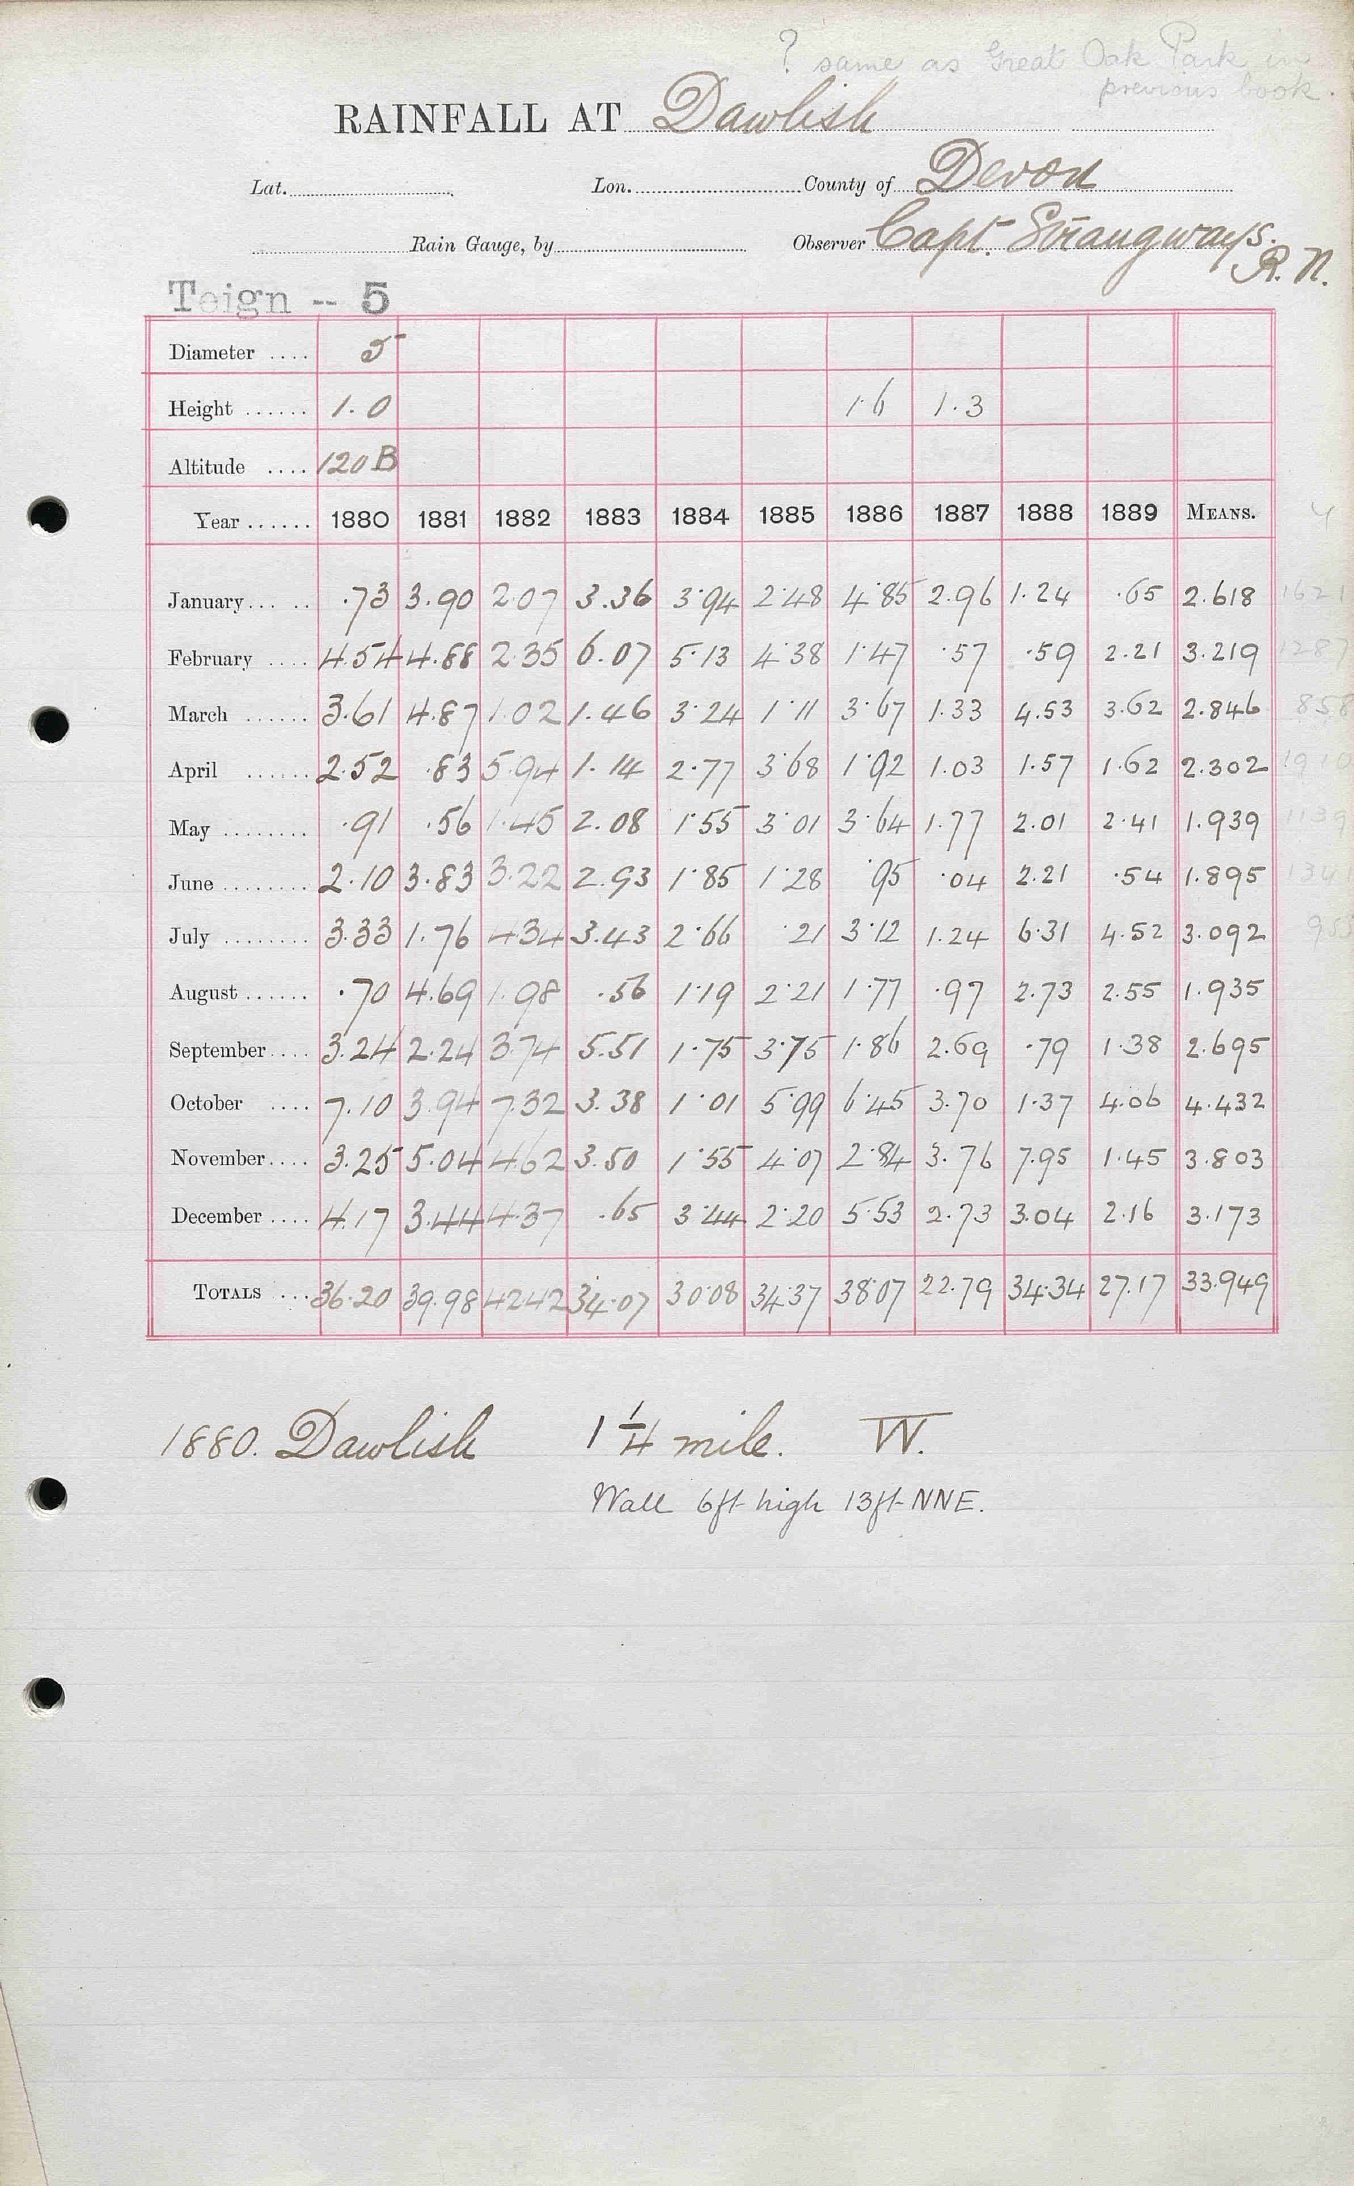 ? same as Great Oak Park in
previous book.
RAINFALL AT Dawlish
Lat. Lon. County of Devon
Rain Gauge, by Observer Capt. Strangways.
R. N.
Teign -- 5
Diameter .... 5
Height ...... 1.0 1.6 1.3
Altitude .... 120 B
Year ...... 1880 1881 1882 1883 1884 1885 1886 1887 1888 1889 MEANS.
January ... .. .73 3.90 2.07 3.36 3.94 2.48 4.85 2.96 1.24 .65 2.618 1621
February .... 4.54 4.88 2.35 6.07 5.13 4.38 1.47 .57 .59 2.21 3.219 1287
March ...... 3.61 4.87 1.02 1.46 3.24 1.11 3.67 1.33 4.53 3.62 2.846 858
April ...... 2.52 .83 5.94 1.14 2.77 3.68 1.92 1.03 1.57 1.62 2.302 1910
May ........ .91 .56 1.45 2.08 1.55 3.01 3.64 1.77 2.01 2.41 1.939 1139
June ........ 2.10 3.83 3.22 2.93 1.85 1.28 .95 .04 2.21 .54 1.895
July ........ 3.33 1.76 4.34 3.43 2.66 .21 3.12 1.24 6.31 4.52 3.092
August ...... .70 4.69 1.98 .56 1.19 2.21 1.77 .97 2.73 2.55 1.935
September .... 3.24 2.24 3.74 5.51 1.75 3.75 1.86 2.69 .79 1.38 2.695
October .... 7.10 3.94 7.32 3.38 1.01 5.99 6.45 3.70 1.37 4.06 4.432
November .... 3.25 5.04 4.62 3.50 1.55 4.07 2.84 3.76 7.95 1.45 3.803
December .... 4.17 3.44 4.37 .65 3.44 2.20 5.53 2.73 3.04 2.16 3.173
TOTALS ... 36.20 39.98 42.42 34.07 30.08 34.37 38.07 22.79 34.34 27.17 33.949
1880. Dawlish 1 1/4 mile. W.
Wall 6ft high 13ft NNE.